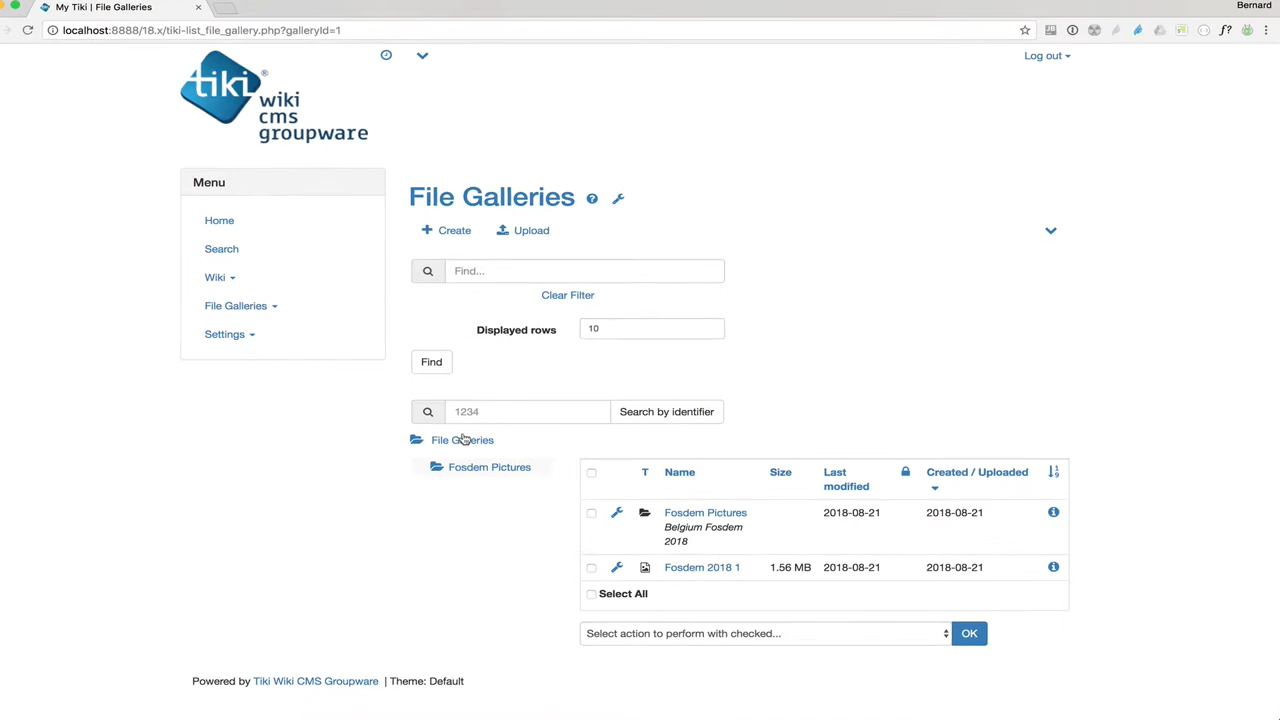 My Tiki | File Galleries
Bernard
localhost:8888/18.x/tiki-list_file_gallery.php?galleryId=1
Log out
tiki®
wiki
cms
groupware
Menu
Home
Search
Wiki
File Galleries
Settings
File Galleries
Create
Upload
Find...
Clear Filter
Displayed rows
10
Find
1234
Search by identifier
File Galleries
Fosdem Pictures
T Name Size Last modified Created / Uploaded
Fosdem Pictures 2018-08-21 2018-08-21
Belgium Fosdem
2018
Fosdem 2018 1 1.56 MB 2018-08-21 2018-08-21
Select All
Select action to perform with checked...
OK
Powered by Tiki Wiki CMS Groupware | Theme: Default